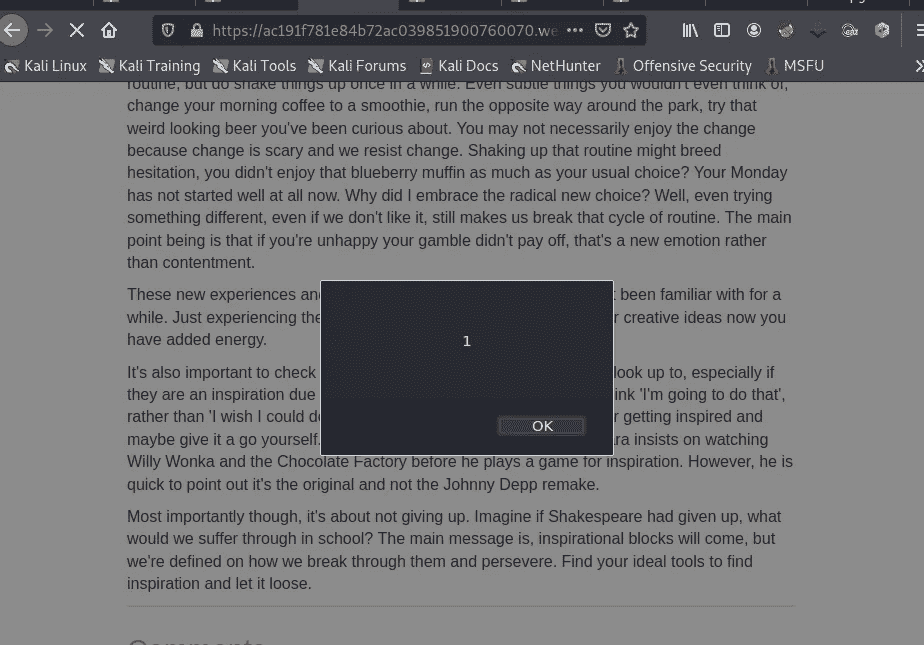 https://ac191f781e84b72ac039851900760070.we
Kali Linux Kali Training Kali Tools Kali Forums Kali Docs NetHunter Offensive Security MSFU
routine, but do shake things up once in a while. Even subtle things you wouldn't even think of,
change your morning coffee to a smoothie, run the opposite way around the park, try that
weird looking beer you've been curious about. You may not necessarily enjoy the change
because change is scary and we resist change. Shaking up that routine might breed
hesitation, you didn't enjoy that blueberry muffin as much as your usual choice? Your Monday
has not started well at all now. Why did I embrace the radical new choice? Well, even trying
something different, even if we don't like it, still makes us break that cycle of routine. The main
point being is that if you're unhappy your gamble didn't pay off, that's a new emotion rather
than contentment.
These new experiences been familiar with for a
while. Just experiencing creative ideas now you
have added energy.
It's also important to check look up to, especially if
they are an inspiration due 'I'm going to do that',
rather than 'I wish I could getting inspired and
maybe give it a go yourself. insists on watching
Willy Wonka and the Chocolate Factory before he plays a game for inspiration. However, he is
quick to point out it's the original and not the Johnny Depp remake.
Most importantly though, it's about not giving up. Imagine if Shakespeare had given up, what
would we suffer through in school? The main message is, inspirational blocks will come, but
we're defined on how we break through them and persevere. Find your ideal tools to find
inspiration and let it loose.
1
OK